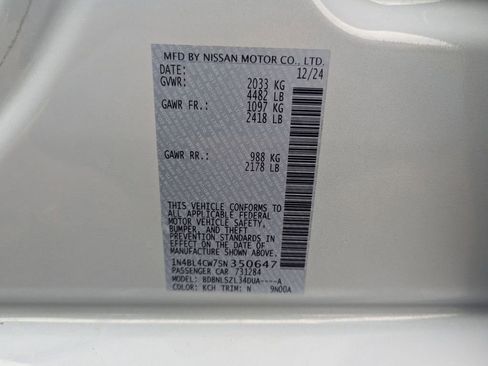 MFD BY NISSAN MOTOR CO., LTD.
DATE: 12/24
GVWR: 2033 KG
4482 LB
GAWR FR.: 1097 KG
2418 LB
GAWR RR.: 988 KG
2178 LB
THIS VEHICLE CONFORMS TO
ALL APPLICABLE FEDERAL
MOTOR VEHICLE SAFETY,
BUMPER, AND THEFT
PREVENTION STANDARDS IN
EFFECT ON THE DATE OF
MANUFACTURE SHOWN ABOVE
1N4BL4CW7SN350647
PASSENGER CAR 731284
MODEL: BDBNLSZL34DUA----A
COLOR: KCH TRIM: N 9N00A